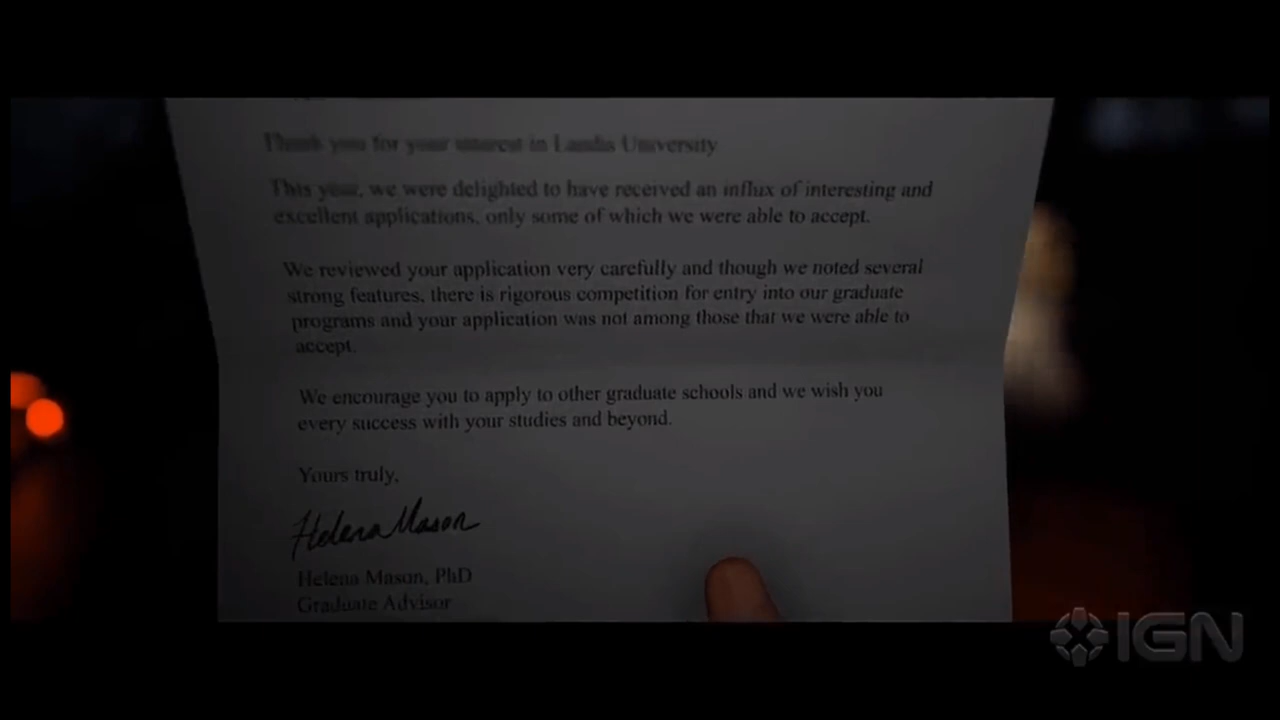 Thank you for your interest in Landis University
This year, we were delighted to have received an influx of interesting and
excellent applications, only some of which we were able to accept.
We reviewed your application very carefully and though we noted several
strong features, there is rigorous competition for entry into our graduate
programs and your application was not among those that we were able to
accept.
We encourage you to apply to other graduate schools and we wish you
every success with your studies and beyond.
Yours truly,
Helena Mason
Helena Mason, PhD
Graduate Advisor
IGN